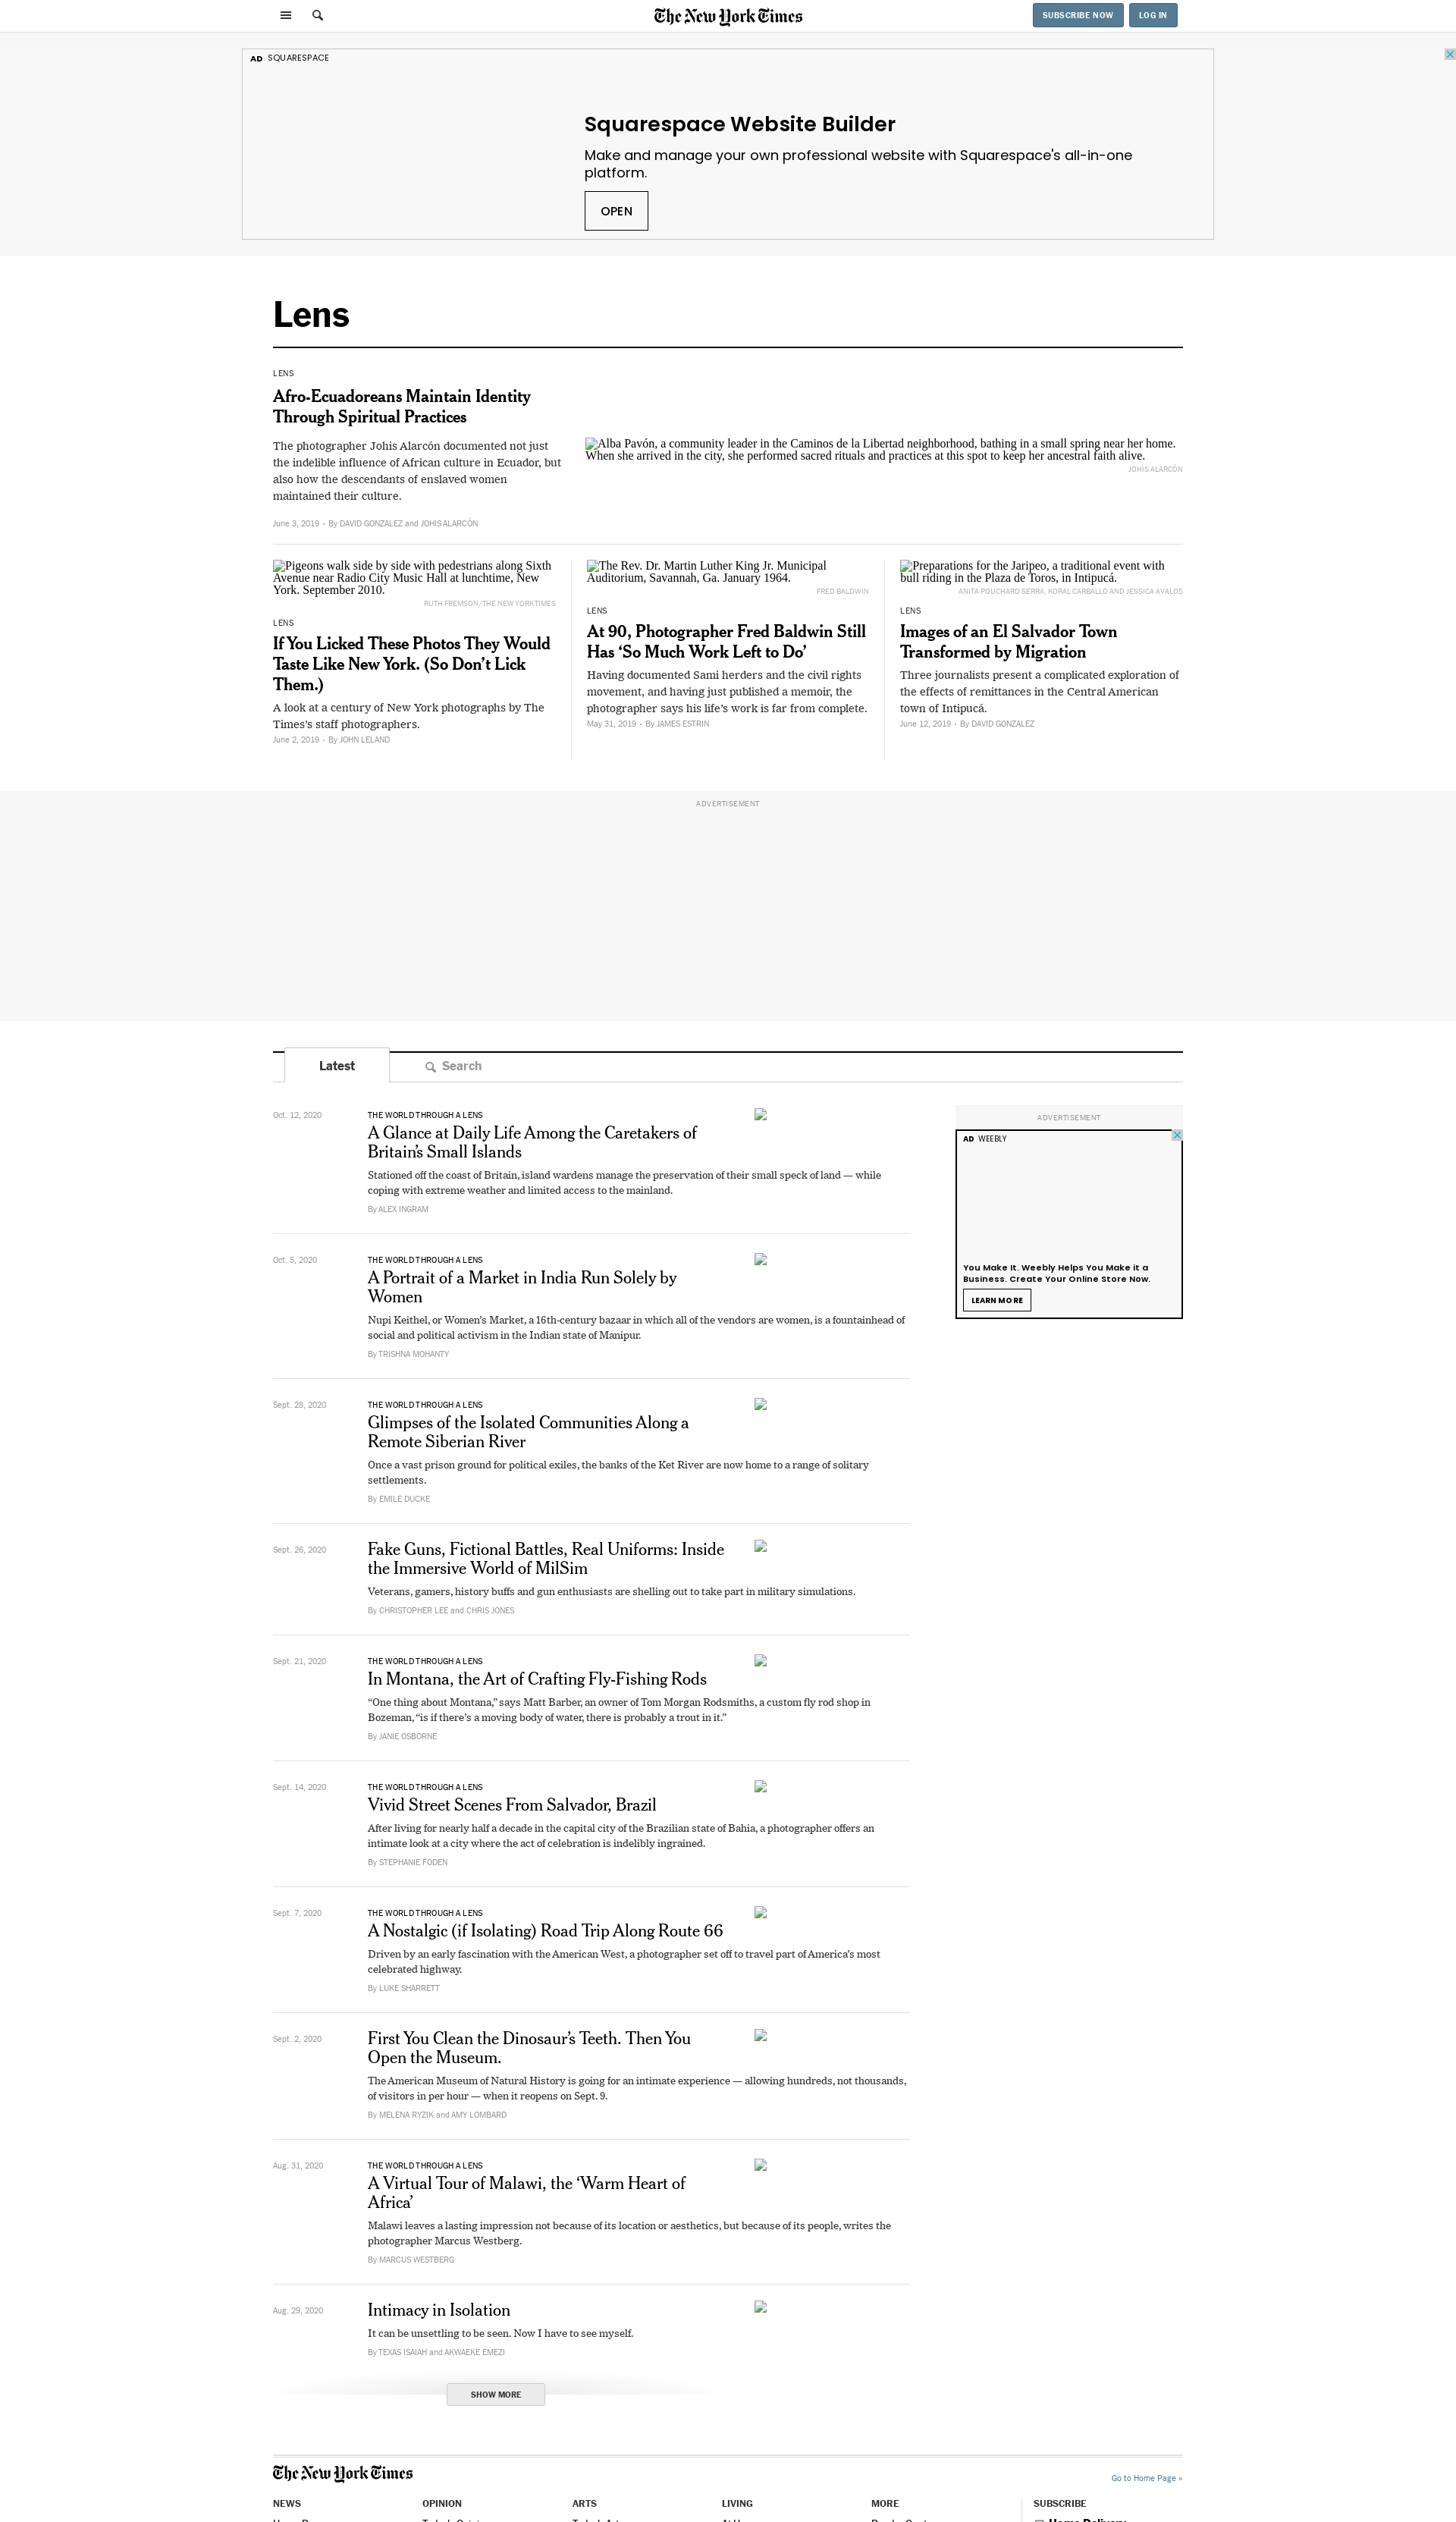 The New York Times
SUBSCRIBE NOW
LOG IN
AD SQUARESPACE
Squarespace Website Builder
Make and manage your own professional website with Squarespace's all-in-one
platform.
OPEN
Lens
LENS
Afro-Ecuadoreans Maintain Identity
Through Spiritual Practices
The photographer Johis Alarcón documented not just
the indelible influence of African culture in Ecuador, but
also how the descendants of enslaved women
maintained their culture.
June 3, 2019 • By DAVID GONZALEZ and JOHIS ALARCÓN
Alba Pavón, a community leader in the Caminos de la Libertad neighborhood, bathing in a small spring near her home.
When she arrived in the city, she performed sacred rituals and practices at this spot to keep her ancestral faith alive.
JOHIS ALARCÓN
Pigeons walk side by side with pedestrians along Sixth
Avenue near Radio City Music Hall at lunchtime, New
York. September 2010.
RUTH FREMSON/THE NEW YORK TIMES
LENS
If You Licked These Photos They Would
Taste Like New York. (So Don’t Lick
Them.)
A look at a century of New York photographs by The
Times’s staff photographers.
June 2, 2019 • By JOHN LELAND
The Rev. Dr. Martin Luther King Jr. Municipal
Auditorium, Savannah, Ga. January 1964.
FRED BALDWIN
LENS
At 90, Photographer Fred Baldwin Still
Has ‘So Much Work Left to Do’
Having documented Sami herders and the civil rights
movement, and having just published a memoir, the
photographer says his life’s work is far from complete.
May 31, 2019 • By JAMES ESTRIN
Preparations for the Jaripeo, a traditional event with
bull riding in the Plaza de Toros, in Intipucá.
ANITA POUCHARD SERRA, KORAL CARBALLO AND JESSICA AVALOS
LENS
Images of an El Salvador Town
Transformed by Migration
Three journalists present a complicated exploration of
the effects of remittances in the Central American
town of Intipucá.
June 12, 2019 • By DAVID GONZALEZ
ADVERTISEMENT
Latest
Search
Oct. 12, 2020
THE WORLD THROUGH A LENS
A Glance at Daily Life Among the Caretakers of
Britain’s Small Islands
Stationed off the coast of Britain, island wardens manage the preservation of their small speck of land — while
coping with extreme weather and limited access to the mainland.
By ALEX INGRAM
ADVERTISEMENT
AD WEEBLY
You Make It. Weebly Helps You Make it a
Business. Create Your Online Store Now.
LEARN MORE
Oct. 5, 2020
THE WORLD THROUGH A LENS
A Portrait of a Market in India Run Solely by
Women
Nupi Keithel, or Women’s Market, a 16th-century bazaar in which all of the vendors are women, is a fountainhead of
social and political activism in the Indian state of Manipur.
By TRISHNA MOHANTY
Sept. 28, 2020
THE WORLD THROUGH A LENS
Glimpses of the Isolated Communities Along a
Remote Siberian River
Once a vast prison ground for political exiles, the banks of the Ket River are now home to a range of solitary
settlements.
By EMILE DUCKE
Sept. 26, 2020
Fake Guns, Fictional Battles, Real Uniforms: Inside
the Immersive World of MilSim
Veterans, gamers, history buffs and gun enthusiasts are shelling out to take part in military simulations.
By CHRISTOPHER LEE and CHRIS JONES
Sept. 21, 2020
THE WORLD THROUGH A LENS
In Montana, the Art of Crafting Fly-Fishing Rods
“One thing about Montana,” says Matt Barber, an owner of Tom Morgan Rodsmiths, a custom fly rod shop in
Bozeman, “is if there’s a moving body of water, there is probably a trout in it.”
By JANIE OSBORNE
Sept. 14, 2020
THE WORLD THROUGH A LENS
Vivid Street Scenes From Salvador, Brazil
After living for nearly half a decade in the capital city of the Brazilian state of Bahia, a photographer offers an
intimate look at a city where the act of celebration is indelibly ingrained.
By STEPHANIE FODEN
Sept. 7, 2020
THE WORLD THROUGH A LENS
A Nostalgic (if Isolating) Road Trip Along Route 66
Driven by an early fascination with the American West, a photographer set off to travel part of America’s most
celebrated highway.
By LUKE SHARRETT
Sept. 2, 2020
First You Clean the Dinosaur’s Teeth. Then You
Open the Museum.
The American Museum of Natural History is going for an intimate experience — allowing hundreds, not thousands,
of visitors in per hour — when it reopens on Sept. 9.
By MELENA RYZIK and AMY LOMBARD
Aug. 31, 2020
THE WORLD THROUGH A LENS
A Virtual Tour of Malawi, the ‘Warm Heart of
Africa’
Malawi leaves a lasting impression not because of its location or aesthetics, but because of its people, writes the
photographer Marcus Westberg.
By MARCUS WESTBERG
Aug. 29, 2020
Intimacy in Isolation
It can be unsettling to be seen. Now I have to see myself.
By TEXAS ISAIAH and AKWAEKE EMEZI
SHOW MORE
The New York Times
Go to Home Page »
NEWS
OPINION
ARTS
LIVING
MORE
SUBSCRIBE